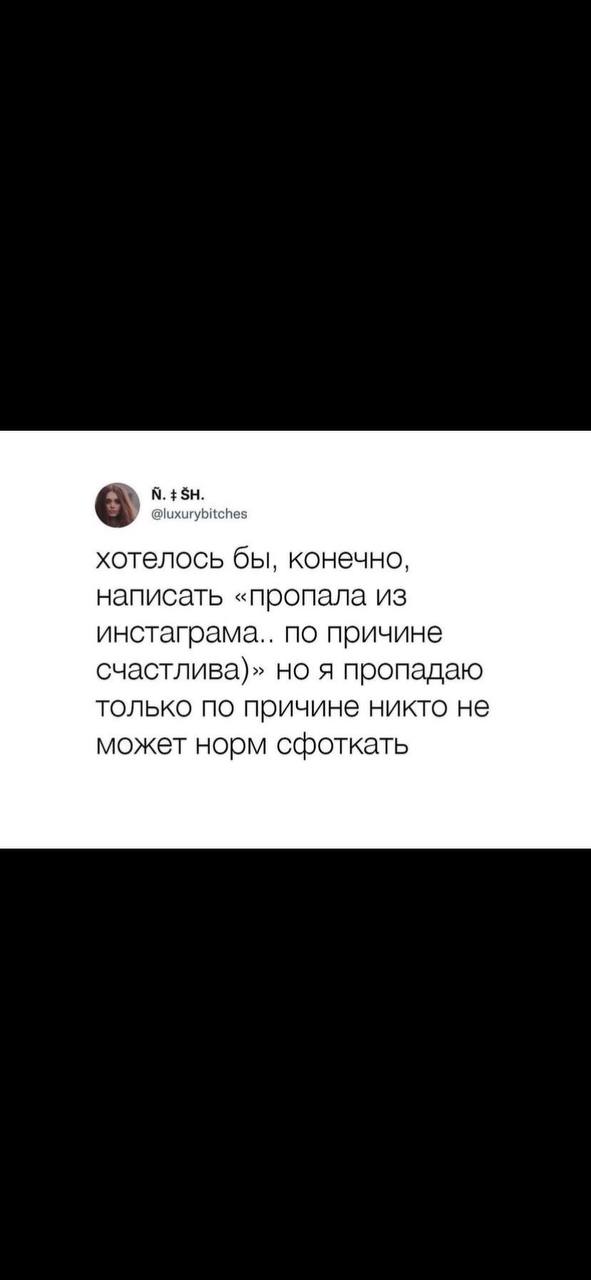 Ñ. ‡ ŠH.
@luxurybitches
хотелось бы, конечно,
написать «пропала из
инстаграма.. по причине
счастлива)» но я пропадаю
только по причине никто не
может норм сфоткать